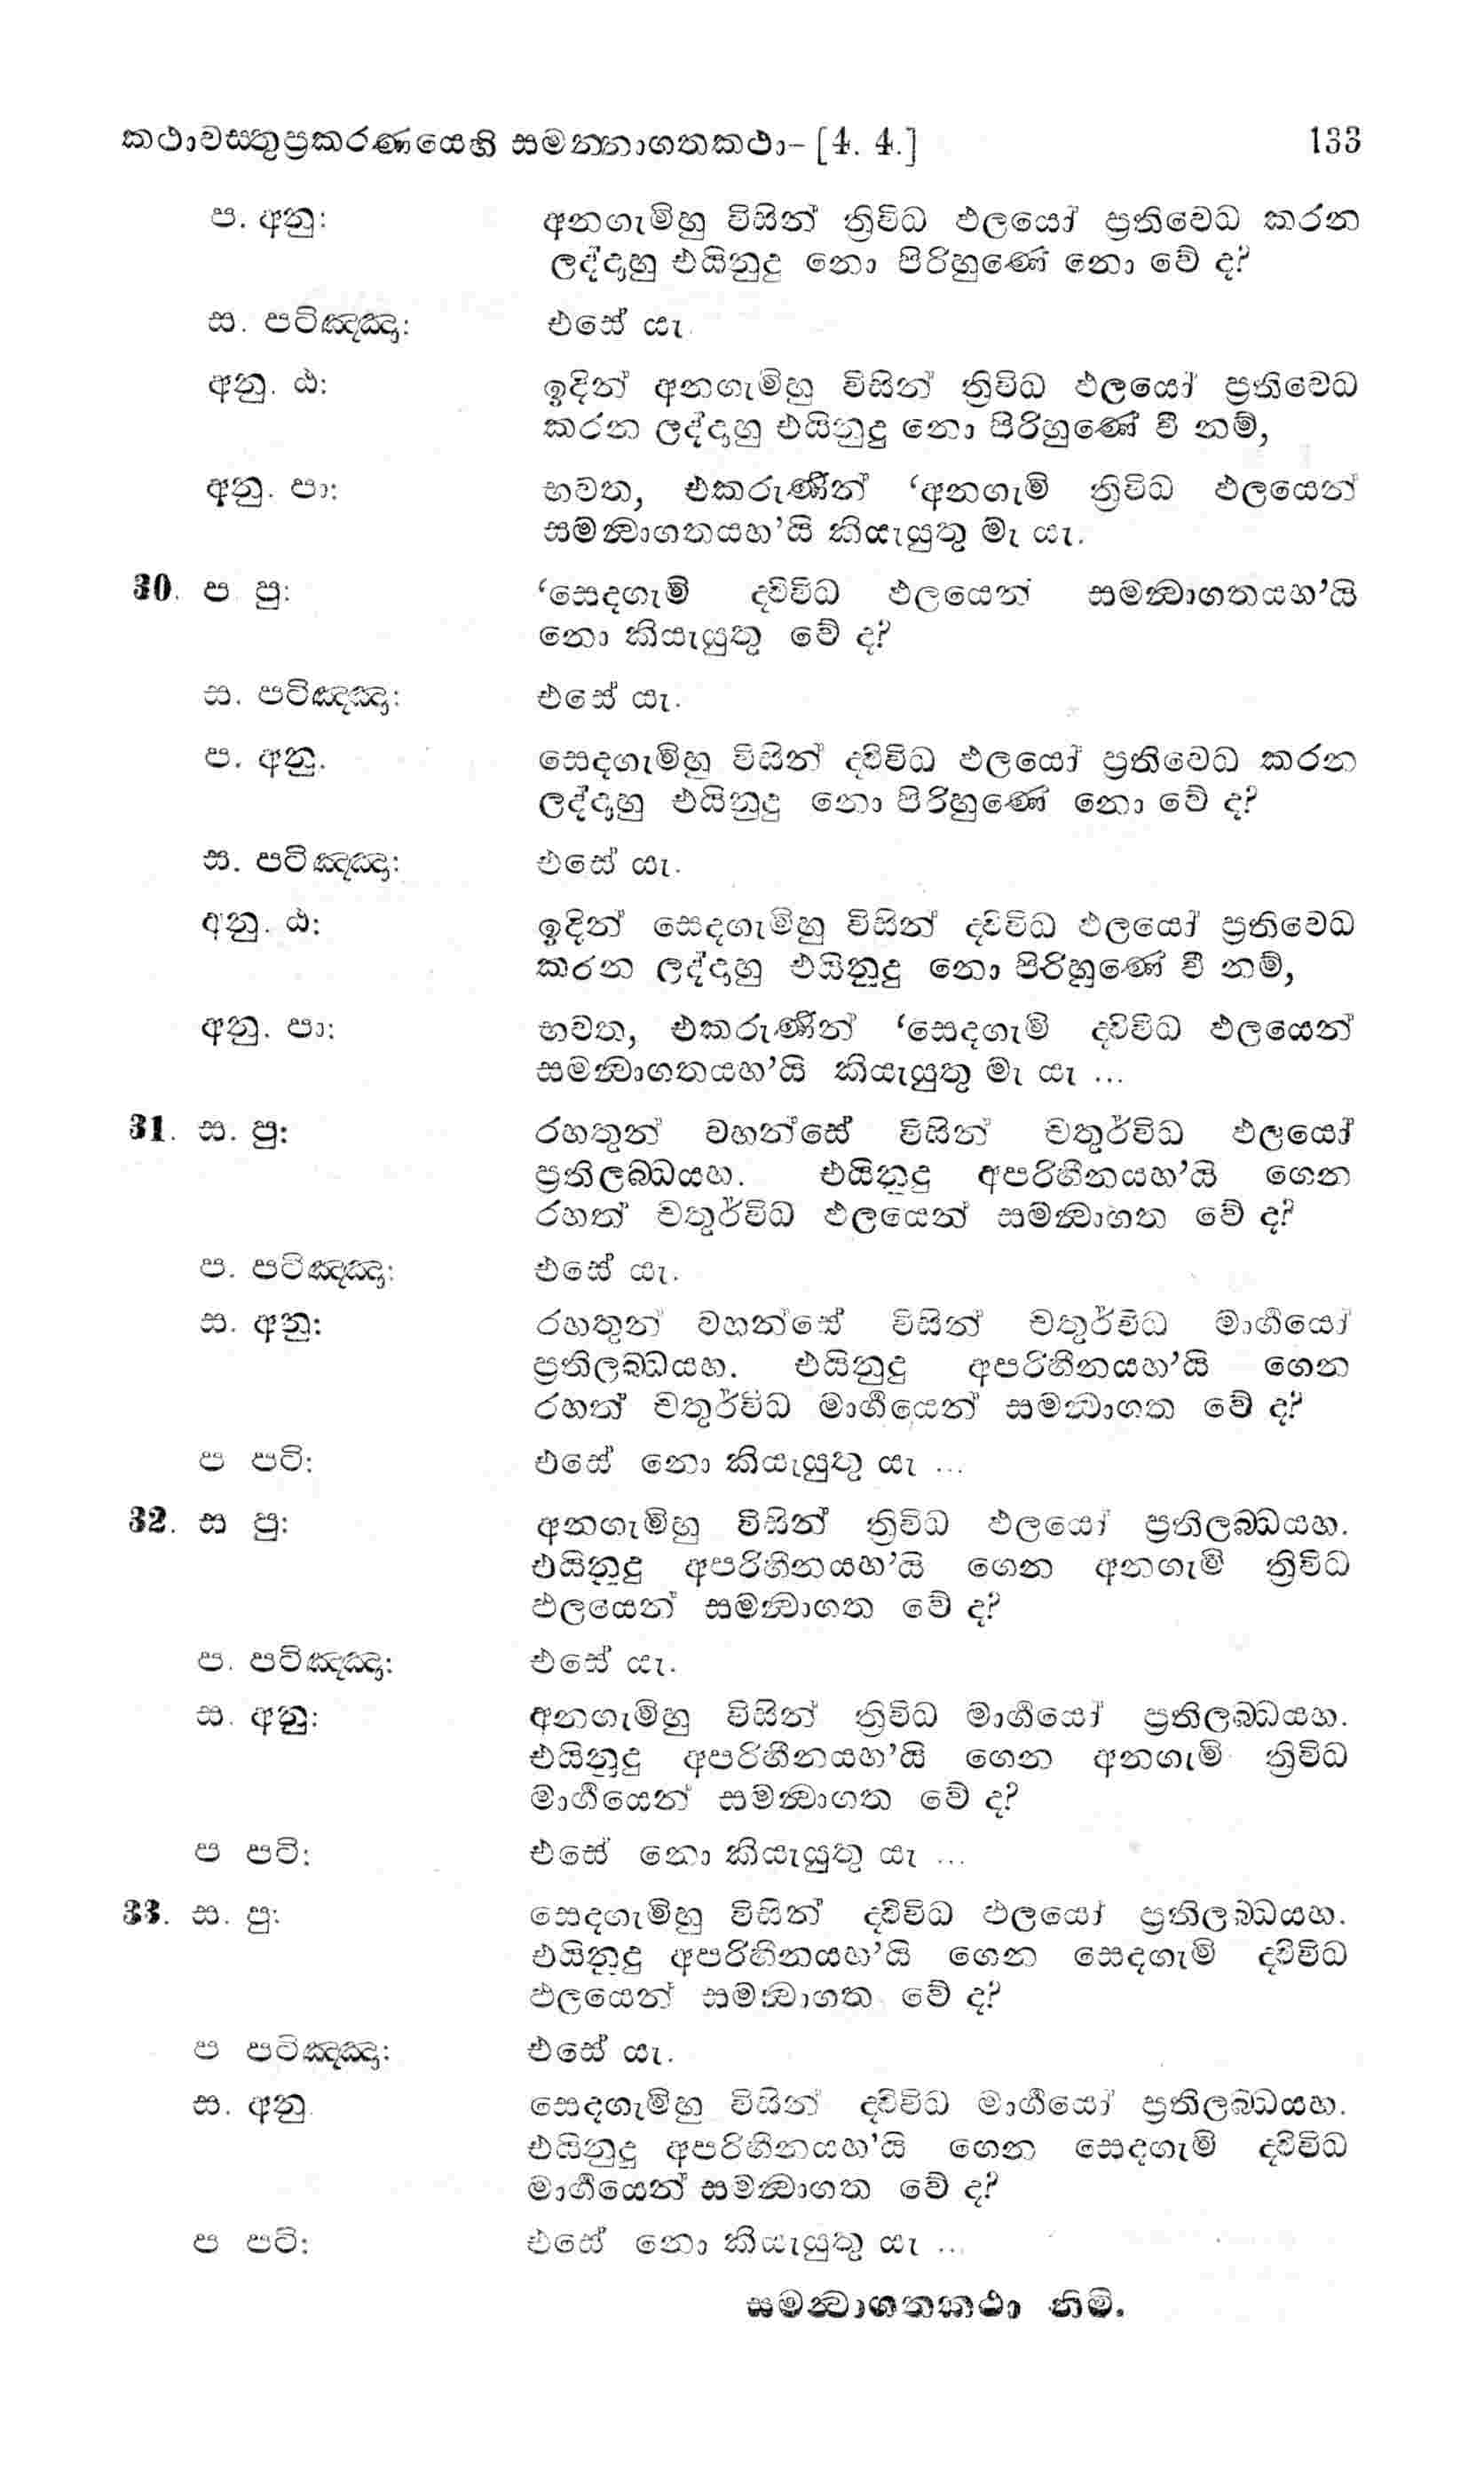 කථාවස්තුප්‍රකරණයෙහි සමන්නාගතකථා- [4. 4.] 133
ප. අනු: අනගැමිහු විසින් ත්‍රිවිධ ඵලයෝ ප්‍රතිවෙධ කරන
ලද්දාහු එයිනුදු නො පිරිහුණේ නො වේ ද?
ස. පටිඤ්ඤා: එසේ යැ.
අනු. ඨ: ඉදින් අනගැමිහු විසින් ත්‍රිවිධ ඵලයෝ ප්‍රතිවෙධ
කරන ලද්දාහු එයිනුදු නො පිරිහුණේ වී නම්,
අනු. පා: භවත, එකරුණින් ‘අනගැමි ත්‍රිවිධ ඵලයෙන්
සමන්‍වාගතයහ’යි කියැයුතු මැ යැ.
30. ප පු: ‘සෙදගැමි ද්විවිධ ඵලයෙන් සමන්‍වාගතයහ’යි
නො කියැයුතු වේ ද?
ස. පටිඤ්ඤා: එසේ යැ.
ප. අනු. සෙදගැමිහු විසින් ද්විවිධ ඵලයෝ ප්‍රතිවෙධ කරන
ලද්දාහු එයිනුදු නො පිරිහුණේ නො වේ ද?
ස. පටිඤ්ඤා: එසේ යැ.
අනු. ඨ: ඉදින් සෙදගැමිහු විසින් ද්විවිධ ඵලයෝ ප්‍රතිවෙධ
කරන ලද්දාහු එයිනුදු නො පිරිහුණේ වී නම්,
අනු. පා: භවත, එකරුණින් ‘සෙදගැමි ද්විවිධ ඵලයෙන්
සමන්‍වාගතයහ’යි කියැයුතු මැ යැ ...
31. ස. පු: රහතුන් වහන්සේ විසින් චතුර්විධ ඵලයෝ
ප්‍රතිලබ්ධයහ. එයිනුදු අපරිහීනයහ’යි ගෙන
රහත් චතුර්විධ ඵලයෙන් සමන්‍වාගත වේ ද?
ප. පටිඤ්ඤා: එසේ යැ.
ස. අනු: රහතුන් වහන්සේ විසින් චතුර්විධ මාර්‍ගයෝ
ප්‍රතිලබ්ධයහ. එයිනුදු අපරිහීනයහ’යි ගෙන
රහත් චතුර්විධ මාර්‍ගයෙන් සමන්‍වාගත වේ ද?
ප පටි: එසේ නො කියැයුතු යැ ...
32. ස පු: අනගැමිහු විසින් ත්‍රිවිධ ඵලයෝ ප්‍රතිලබ්ධයහ.
එයිනුදු අපරිහීනයහ’යි ගෙන අනගැමි ත්‍රිවිධ
ඵලයෙන් සමන්‍වාගත වේ ද?
ප. පටිඤ්ඤා: එසේ යැ.
ස. අනු: අනගැමිහු විසින් ත්‍රිවිධ මාර්‍ගයෝ ප්‍රතිලබ්ධයහ.
එයිනුදු අපරිහීනයහ’යි ගෙන අනගැමි ත්‍රිවිධ
මාර්‍ගයෙන් සමන්‍වාගත වේ ද?
ප පටි: එසේ නො කියැයුතු යැ ...
33. ස. පු: සෙදගැමිහු විසින් ද්විවිධ ඵලයෝ ප්‍රතිලබ්ධයහ.
එයිනුදු අපරිහීනයහ’යි ගෙන සෙදගැමි ද්විවිධ
ඵලයෙන් සමන්‍වාගත වේ ද?
ප පටිඤ්ඤා: එසේ යැ.
ස. අනු. සෙදගැමිහු විසින් ද්විවිධ මාර්‍ගයෝ ප්‍රතිලබ්ධයහ.
එයිනුදු අපරිහීනයහ’යි ගෙන සෙදගැමි ද්විවිධ
මාර්‍ගයෙන් සමන්‍වාගත වේ ද?
ප පටි: එසේ නො කියැයුතු යැ ...
සමන්‍වාගතකථා නිමි.